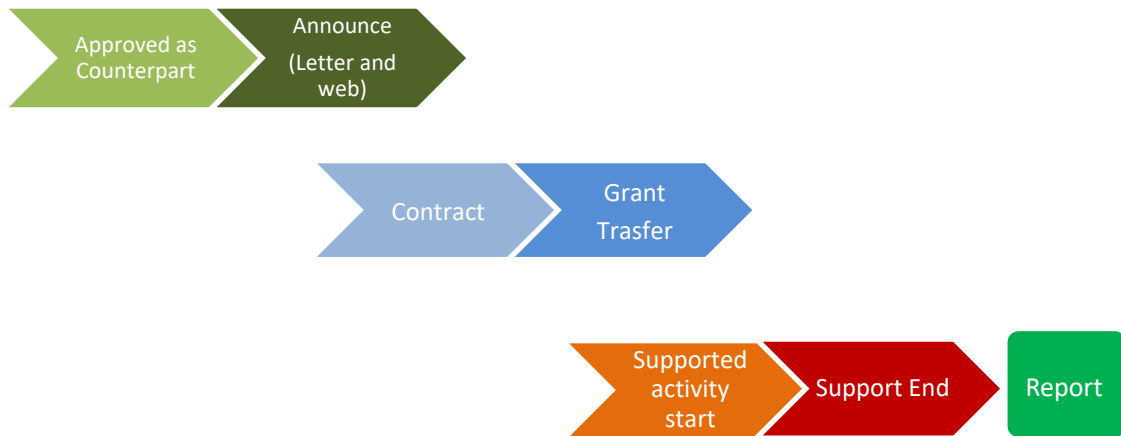 Approved as
Counterpart
Announce
(Letter and
web)
Contract
Grant
Trasfer
Supported
activity
start
Support End
Report